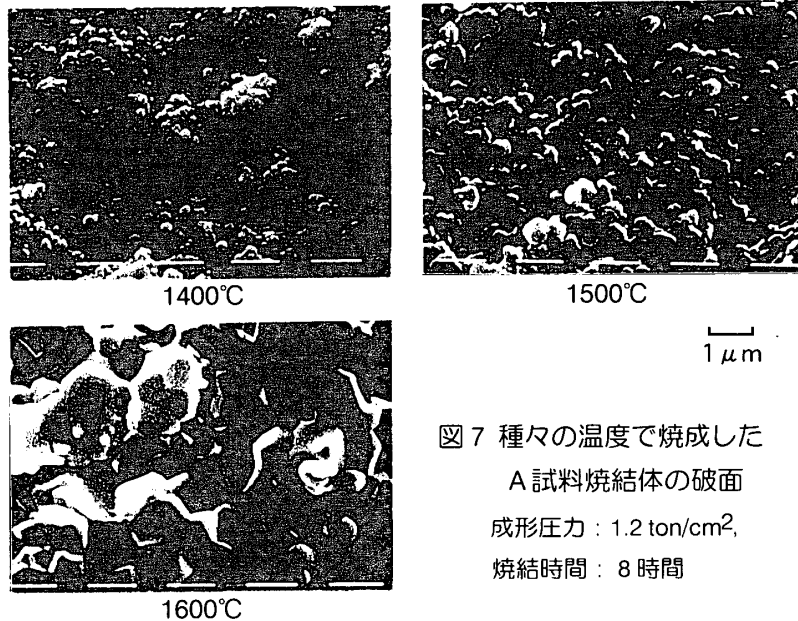 1400℃
1500℃
1μm
1600℃
図7 種々の温度で焼成した
A試料焼結体の破面
成形圧力：1.2 ton/cm²,
焼結時間：8時間